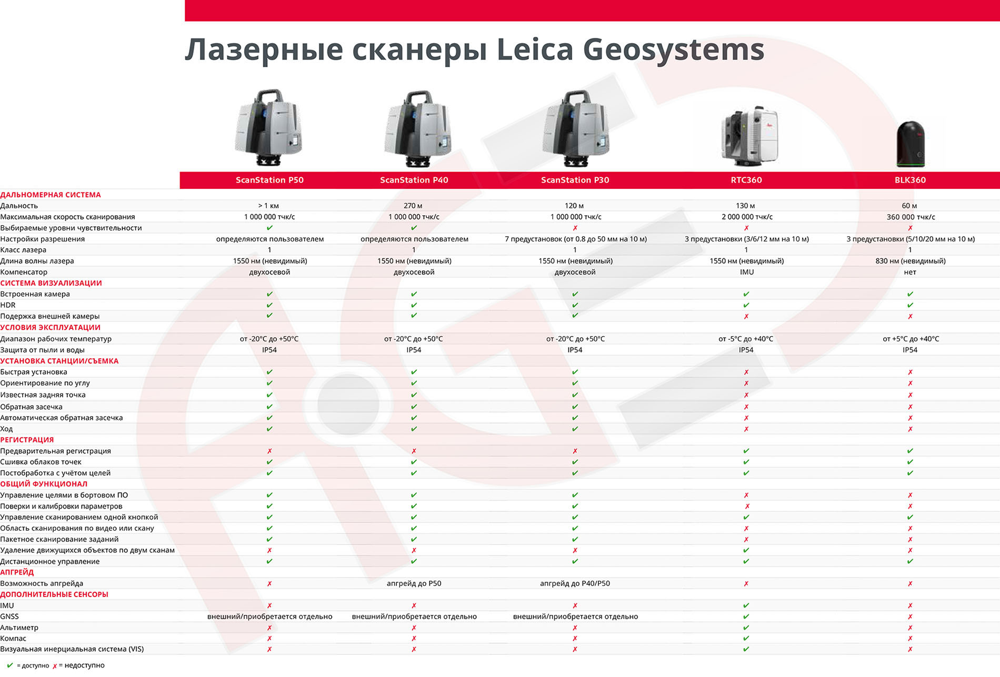 Лазерные сканеры Leica Geosystems
ScanStation P50 ScanStation P40 ScanStation P30 RTC360 BLK360
ДАЛЬНОМЕРНАЯ СИСТЕМА
Дальность > 1 км 270 м 120 м 130 м 60 м
Максимальная скорость сканирования 1 000 000 тчк/с 1 000 000 тчк/с 1 000 000 тчк/с 2 000 000 тчк/с 360 000 тчк/с
Выбираемые уровни чувствительности ✓ ✓ ✗ ✗ ✗
Настройки разрешения определяются пользователем определяются пользователем 7 предустановок (от 0.8 до 50 мм на 10 м) 3 предустановки (3/6/12 мм на 10 м) 3 предустановки (5/10/20 мм на 10 м)
Класс лазера 1 1 1 1 1
Длина волны лазера 1550 нм (невидимый) 1550 нм (невидимый) 1550 нм (невидимый) 1550 нм (невидимый) 830 нм (невидимый)
Компенсатор двухосевой двухосевой двухосевой IMU нет
СИСТЕМА ВИЗУАЛИЗАЦИИ
Встроенная камера ✓ ✓ ✓ ✓ ✓
HDR ✓ ✓ ✓ ✓ ✓
Подержка внешней камеры ✓ ✓ ✓ ✗ ✗
УСЛОВИЯ ЭКСПЛУАТАЦИИ
Диапазон рабочих температур от -20°C до +50°C от -20°C до +50°C от -20°C до +50°C от -5°C до +40°C от +5°C до +40°C
Защита от пыли и воды IP54 IP54 IP54 IP54 IP54
УСТАНОВКА СТАНЦИИ/СЪЕМКА
Быстрая установка ✓ ✓ ✓ ✗ ✗
Ориентирование по углу ✓ ✓ ✓ ✗ ✗
Известная задняя точка ✓ ✓ ✓ ✗ ✗
Обратная засечка ✓ ✓ ✓ ✗ ✗
Автоматическая обратная засечка ✓ ✓ ✓ ✗ ✗
Ход ✓ ✓ ✓ ✗ ✗
РЕГИСТРАЦИЯ
Предварительная регистрация ✗ ✗ ✗ ✓ ✓
Сшивка облаков точек ✓ ✓ ✓ ✓ ✓
Постобработка с учётом целей ✓ ✓ ✓ ✓ ✓
ОБЩИЙ ФУНКЦИОНАЛ
Управление целями в бортовом ПО ✓ ✓ ✓ ✗ ✗
Поверки и калибровки параметров ✓ ✓ ✓ ✗ ✗
Управление сканированием одной кнопкой ✓ ✓ ✓ ✓ ✓
Область сканирования по видео или скану ✓ ✓ ✓ ✗ ✗
Пакетное сканирование заданий ✓ ✓ ✓ ✗ ✗
Удаление движущихся объектов по двум сканам ✗ ✗ ✗ ✓ ✗
Дистанционное управление ✓ ✓ ✓ ✓ ✓
АПГРЕЙД
Возможность апгрейда ✗ апгрейд до P50 апгрейд до P40/P50 ✗ ✗
ДОПОЛНИТЕЛЬНЫЕ СЕНСОРЫ
IMU ✗ ✗ ✗ ✓ ✗
GNSS внешний/приобретается отдельно внешний/приобретается отдельно внешний/приобретается отдельно ✓ ✗
Альтиметр ✗ ✗ ✗ ✓ ✗
Компас ✗ ✗ ✗ ✓ ✗
Визуальная инерциальная система (VIS) ✗ ✗ ✗ ✓ ✗
✓ = доступно ✗ = недоступно